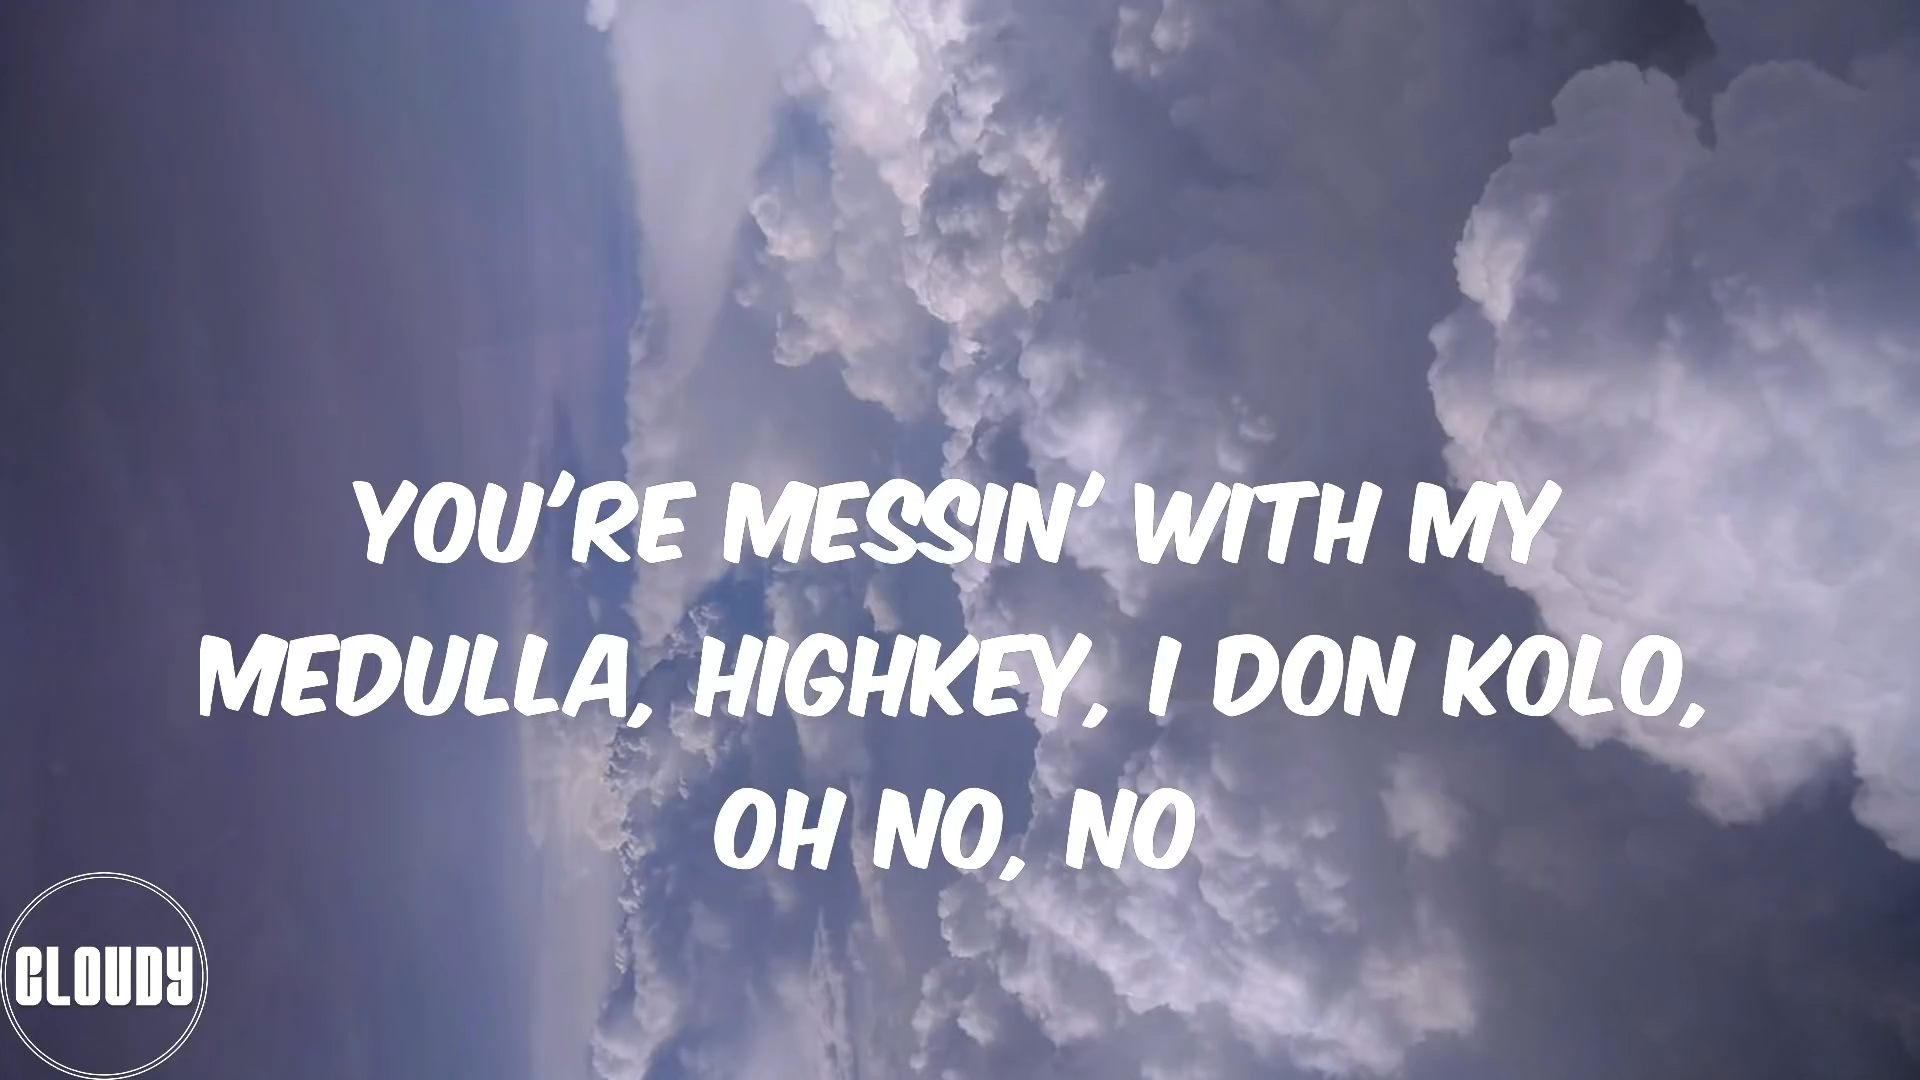 YOU'RE MESSIN' WITH MY
MEDULLA, HIGHKEY, I DON KOLO,
OH NO, NO
CLOUDY